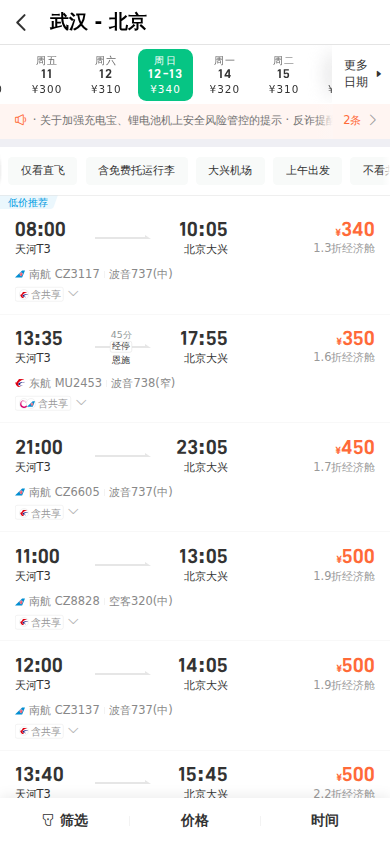 武汉 - 北京
周五 周六 周日 周一 周二 更多
11 12 12-13 14 15 日期
¥300 ¥310 ¥340 ¥320 ¥310
· 关于加强充电宝、锂电池机上安全风险管控的提示 · 反诈提 2条
仅看直飞 含免费托运行李 大兴机场 上午出发 不看
低价推荐
08:00 10:05 ¥340
天河T3 北京大兴 1.3折经济舱
南航 CZ3117 波音737(中)
含共享
13:35 45分 17:55 ¥350
经停
天河T3 恩施 北京大兴 1.6折经济舱
东航 MU2453 波音738(窄)
含共享
21:00 23:05 ¥450
天河T3 北京大兴 1.7折经济舱
南航 CZ6605 波音737(中)
含共享
11:00 13:05 ¥500
天河T3 北京大兴 1.9折经济舱
南航 CZ8828 空客320(中)
含共享
12:00 14:05 ¥500
天河T3 北京大兴 1.9折经济舱
南航 CZ3137 波音737(中)
含共享
13:40 15:45 ¥500
天河T3 北京大兴 2.2折经济舱
筛选 价格 时间